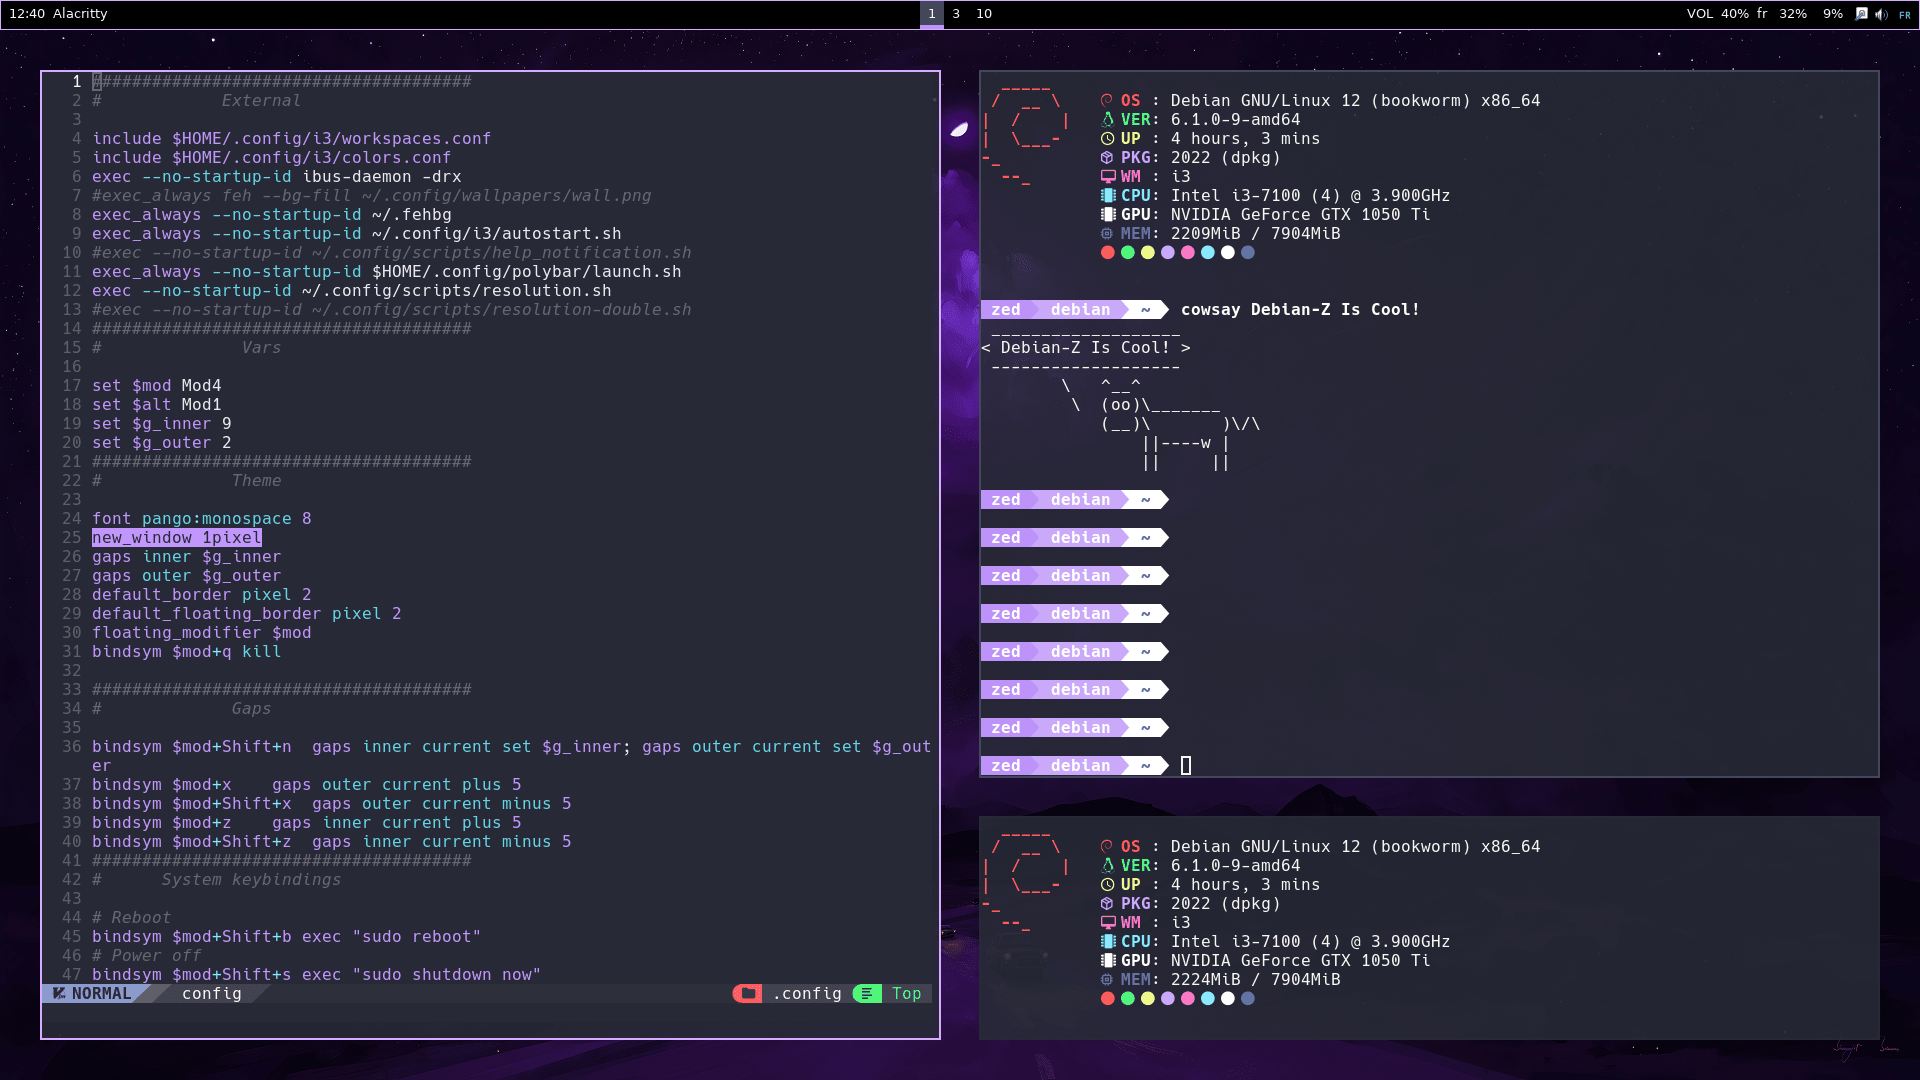 12:40 Alacritty
1 3 10
VOL 40% fr 32% 9% FR
1 ######################################
2 # External
3
4 include $HOME/.config/i3/workspaces.conf
5 include $HOME/.config/i3/colors.conf
6 exec --no-startup-id ibus-daemon -drx
7 #exec_always feh --bg-fill ~/.config/wallpapers/wall.png
8 exec_always --no-startup-id ~/.fehbg
9 exec_always --no-startup-id ~/.config/i3/autostart.sh
10 #exec --no-startup-id ~/.config/scripts/help_notification.sh
11 exec_always --no-startup-id $HOME/.config/polybar/launch.sh
12 exec --no-startup-id ~/.config/scripts/resolution.sh
13 #exec --no-startup-id ~/.config/scripts/resolution-double.sh
14 ######################################
15 # Vars
16
17 set $mod Mod4
18 set $alt Mod1
19 set $g_inner 9
20 set $g_outer 2
21 ######################################
22 # Theme
23
24 font pango:monospace 8
25 new_window 1pixel
26 gaps inner $g_inner
27 gaps outer $g_outer
28 default_border pixel 2
29 default_floating_border pixel 2
30 floating_modifier $mod
31 bindsym $mod+q kill
32
33 ######################################
34 # Gaps
35
36 bindsym $mod+Shift+n  gaps inner current set $g_inner; gaps outer current set $g_out
er
37 bindsym $mod+x    gaps outer current plus 5
38 bindsym $mod+Shift+x  gaps outer current minus 5
39 bindsym $mod+z    gaps inner current plus 5
40 bindsym $mod+Shift+z  gaps inner current minus 5
41 ######################################
42 # System keybindings
43
44 # Reboot
45 bindsym $mod+Shift+b exec "sudo reboot"
46 # Power off
47 bindsym $mod+Shift+s exec "sudo shutdown now"
NORMAL config .config Top
OS : Debian GNU/Linux 12 (bookworm) x86_64
VER: 6.1.0-9-amd64
UP : 4 hours, 3 mins
PKG: 2022 (dpkg)
WM : i3
CPU: Intel i3-7100 (4) @ 3.900GHz
GPU: NVIDIA GeForce GTX 1050 Ti
MEM: 2209MiB / 7904MiB
zed debian ~ cowsay Debian-Z Is Cool!
 ___________________
< Debian-Z Is Cool! >
 -------------------
        \   ^__^
         \  (oo)\_______
            (__)\       )\/\
                ||----w |
                ||     ||
zed debian ~
zed debian ~
zed debian ~
zed debian ~
zed debian ~
zed debian ~
zed debian ~
zed debian ~
OS : Debian GNU/Linux 12 (bookworm) x86_64
VER: 6.1.0-9-amd64
UP : 4 hours, 3 mins
PKG: 2022 (dpkg)
WM : i3
CPU: Intel i3-7100 (4) @ 3.900GHz
GPU: NVIDIA GeForce GTX 1050 Ti
MEM: 2224MiB / 7904MiB